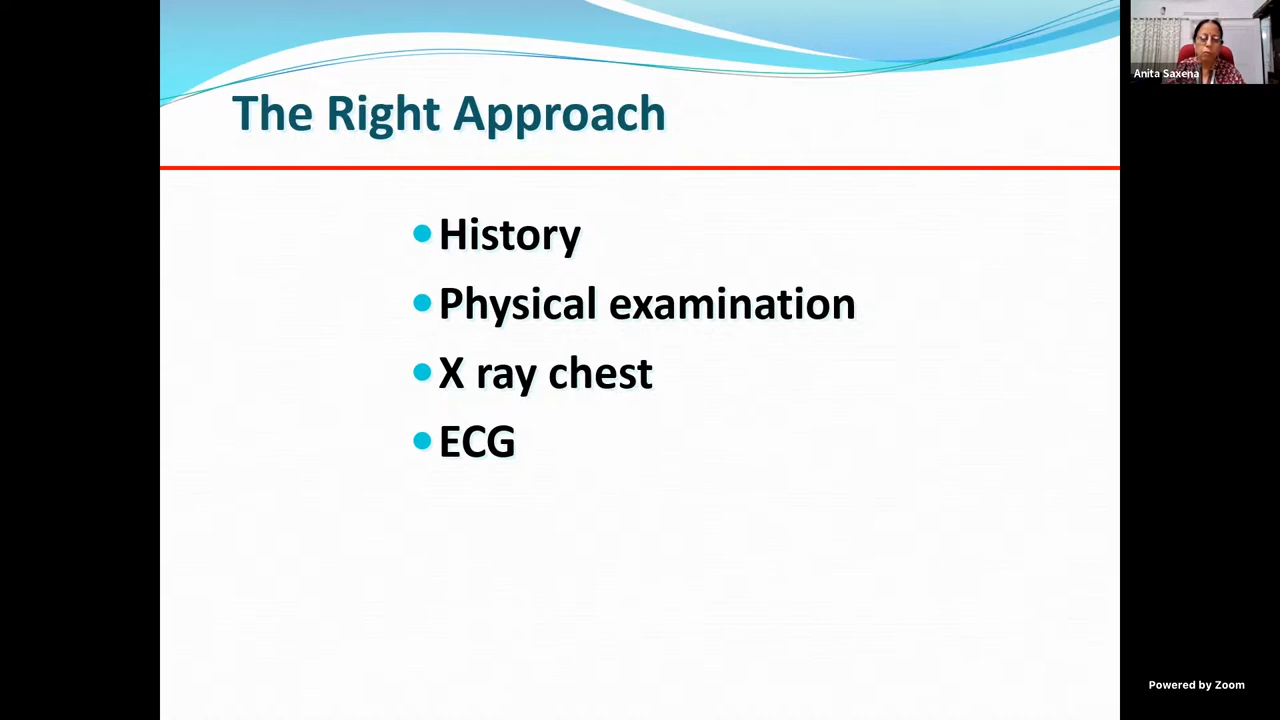 The Right Approach
History
Physical examination
X ray chest
ECG
Anita Saxena
Powered by Zoom